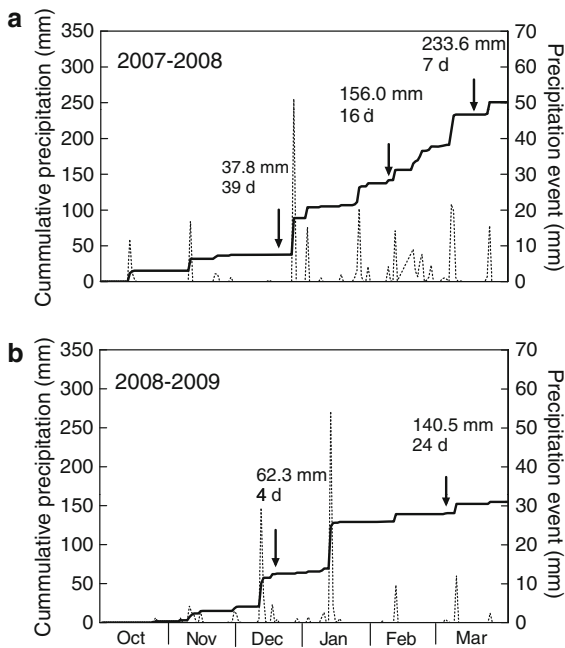 a
2007-2008
Cummulative precipitation (mm)
350
300
250
200
150
100
50
0
37.8 mm
39 d
156.0 mm
16 d
233.6 mm
7 d
70
60
50
40
30
20
10
0
Precipitation event (mm)
b
2008-2009
Cummulative precipitation (mm)
350
300
250
200
150
100
50
0
62.3 mm
4 d
140.5 mm
24 d
70
60
50
40
30
20
10
0
Precipitation event (mm)
Oct Nov Dec Jan Feb Mar